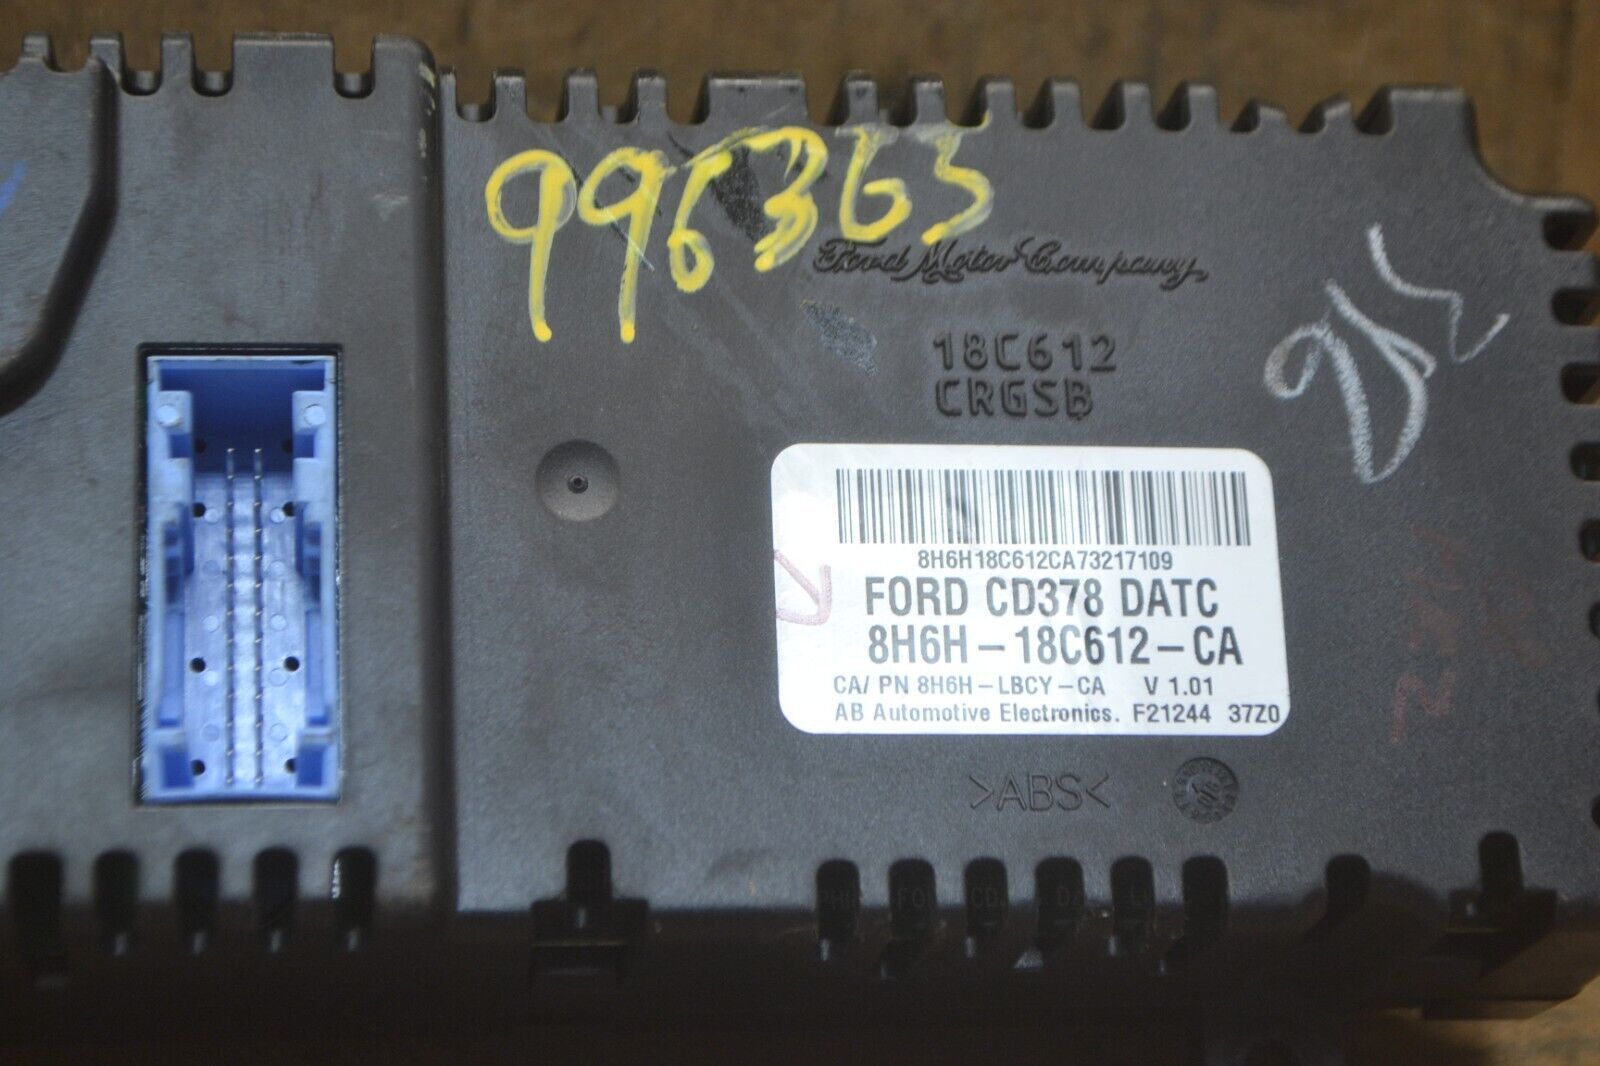 996365
Ford Motor Company
18C612
CRGSB
8H6H18C612CA73217109
FORD CD378 DATC
8H6H-18C612-CA
CA/ PN 8H6H-LBCY-CA V 1.01
AB Automotive Electronics. F21244 37Z0
>ABS<